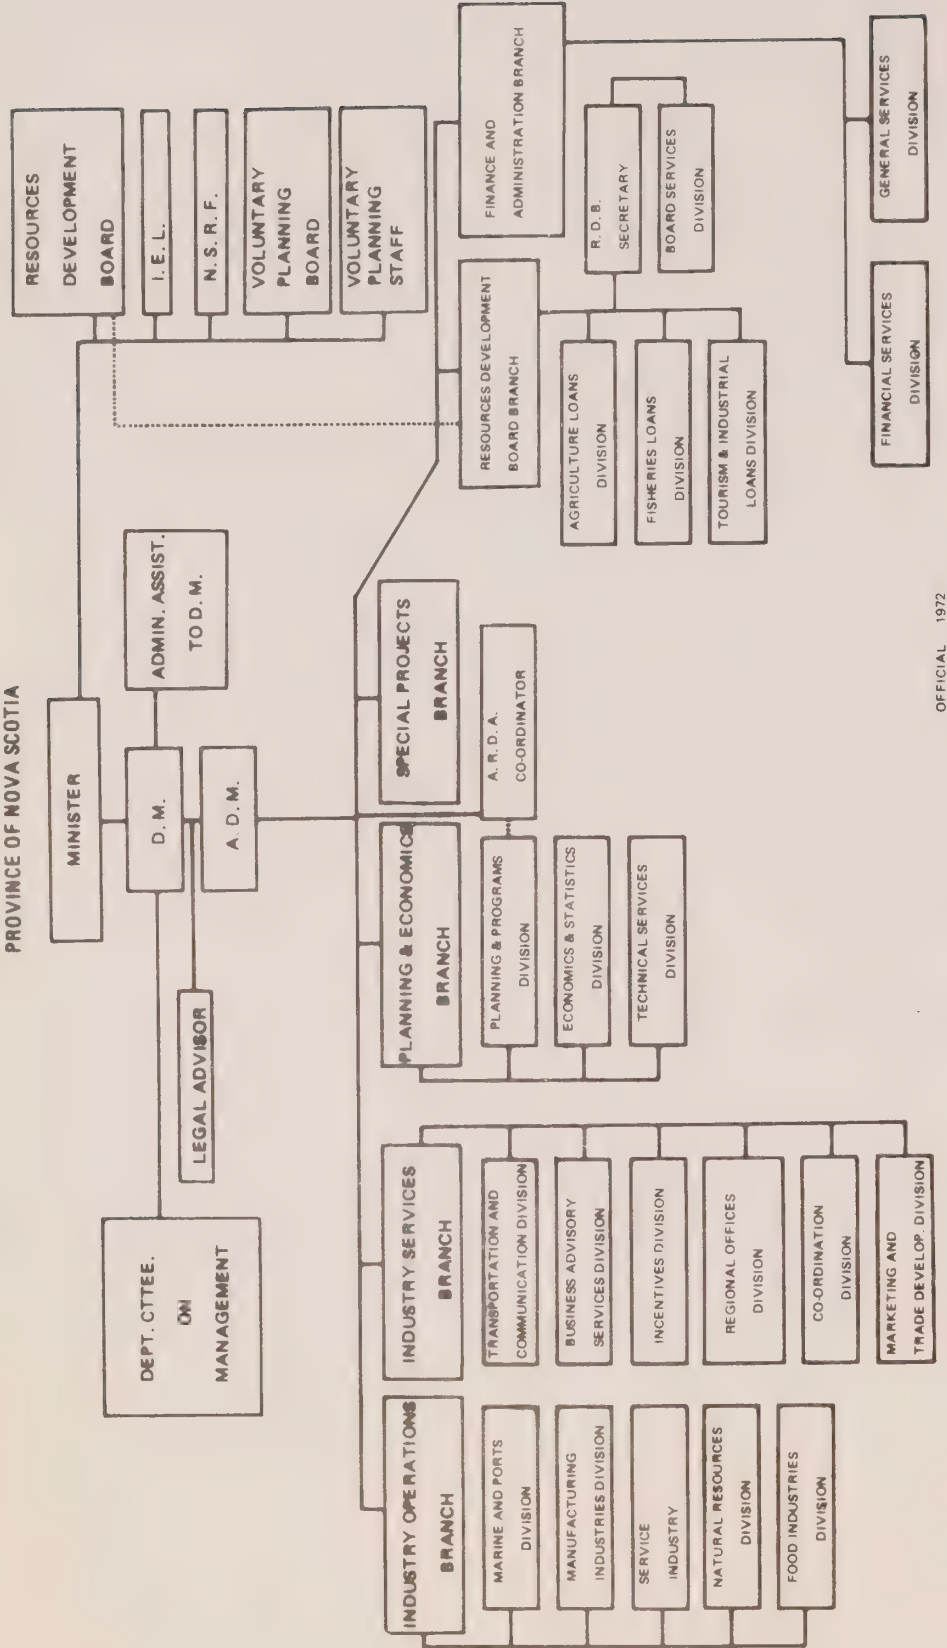 PROVINCE OF NOVA SCOTIA
MINISTER
D. M.
ADMIN. ASSIST.
TO D. M.
A. D. M.
LEGAL ADVISOR
DEPT. CTTEE.
ON
MANAGEMENT
RESOURCES
DEVELOPMENT
BOARD
I. E. L.
N. S. R. F.
VOLUNTARY
PLANNING
BOARD
VOLUNTARY
PLANNING
STAFF
INDUSTRY OPERATIONS
BRANCH
MARINE AND PORTS
DIVISION
MANUFACTURING
INDUSTRIES DIVISION
SERVICE
INDUSTRY
NATURAL RESOURCES
DIVISION
FOOD INDUSTRIES
DIVISION
INDUSTRY SERVICES
BRANCH
TRANSPORTATION AND
COMMUNICATION DIVISION
BUSINESS ADVISORY
SERVICES DIVISION
INCENTIVES DIVISION
REGIONAL OFFICES
DIVISION
CO-ORDINATION
DIVISION
MARKETING AND
TRADE DEVELOP. DIVISION
PLANNING & ECONOMICS
BRANCH
PLANNING & PROGRAMS
DIVISION
ECONOMICS & STATISTICS
DIVISION
TECHNICAL SERVICES
DIVISION
SPECIAL PROJECTS
BRANCH
A. R. D. A.
CO-ORDINATOR
RESOURCES DEVELOPMENT
BOARD BRANCH
AGRICULTURE LOANS
DIVISION
FISHERIES LOANS
DIVISION
TOURISM & INDUSTRIAL
LOANS DIVISION
R. D. B.
SECRETARY
BOARD SERVICES
DIVISION
FINANCE AND
ADMINISTRATION BRANCH
FINANCIAL SERVICES
DIVISION
GENERAL SERVICES
DIVISION
OFFICIAL 1972